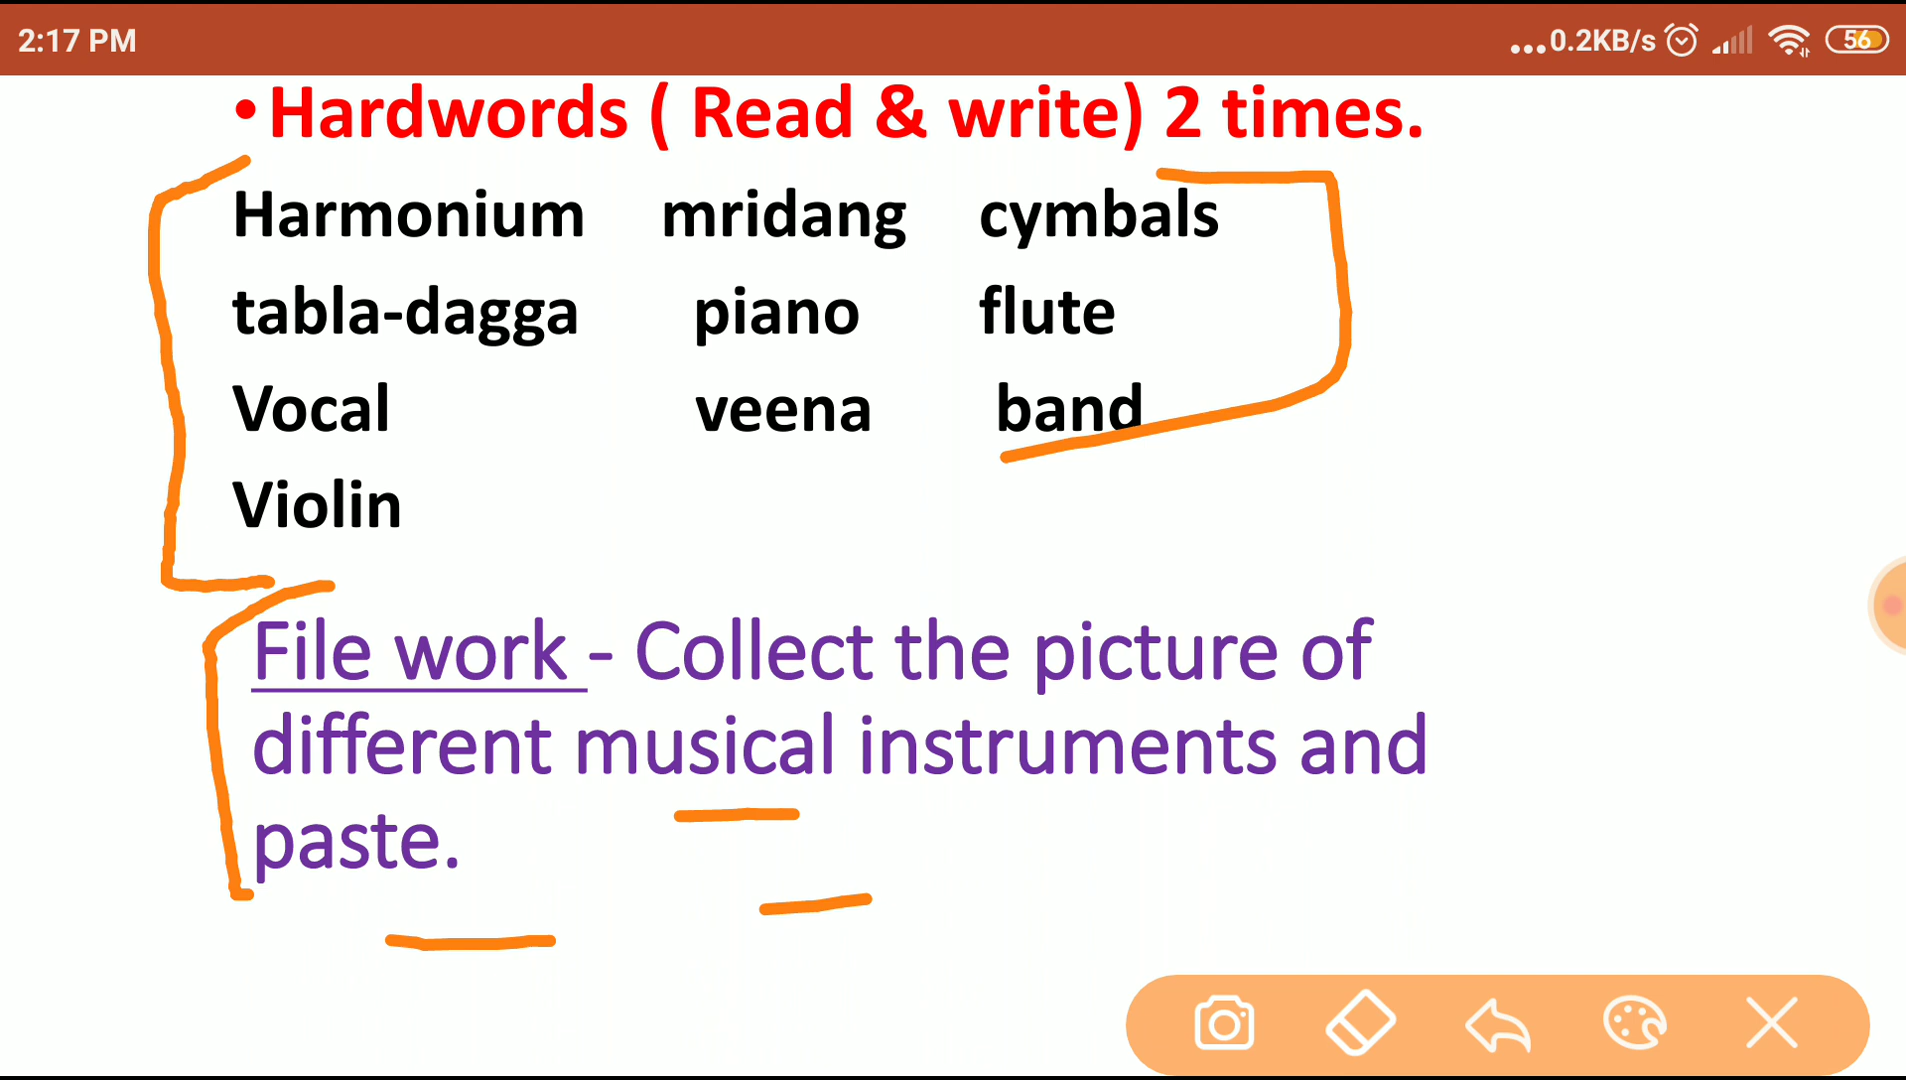 2:17 PM ...0.2KB/s 56
•Hardwords ( Read & write) 2 times.
Harmonium mridang cymbals
tabla-dagga piano flute
Vocal veena band
Violin
File work - Collect the picture of
different musical instruments and
paste.